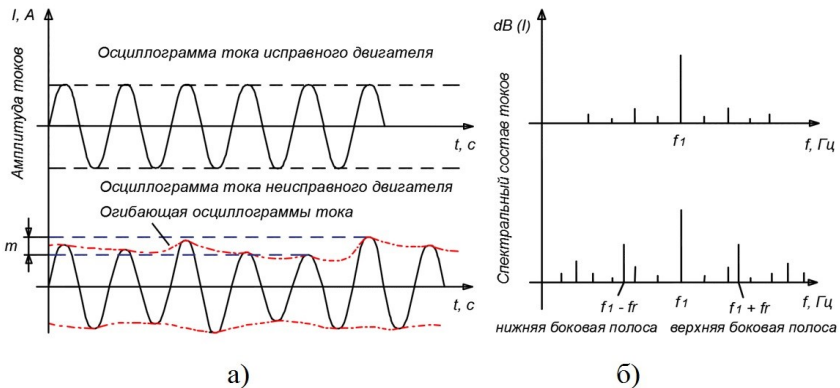 I, А
Амплитуда токов
Осциллограмма тока исправного двигателя
t, с
Осциллограмма тока неисправного двигателя
Огибающая осциллограммы тока
m
t, с
а)
dB (I)
Спектральный состав токов
f1
f, Гц
f1 - fr
f1
f1 + fr
f, Гц
нижняя боковая полоса
верхняя боковая полоса
б)